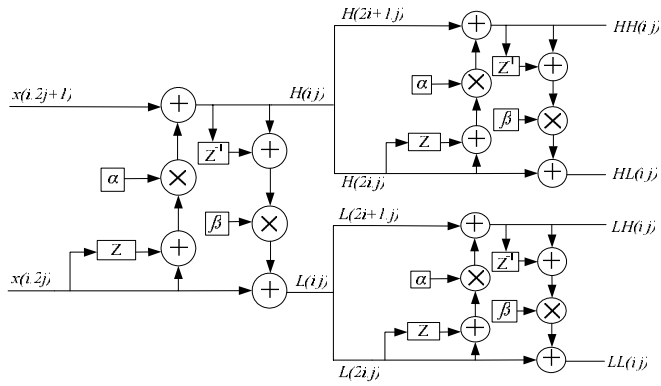 H(2i+1,j)
HH(i,j)
Z⁻¹
α
β
x(i,2j+1)
H(i,j)
Z
Z⁻¹
H(2i,j)
HL(i,j)
α
L(2i+1,j)
LH(i,j)
β
Z
Z⁻¹
α
x(i,2j)
L(i,j)
β
Z
L(2i,j)
LL(i,j)